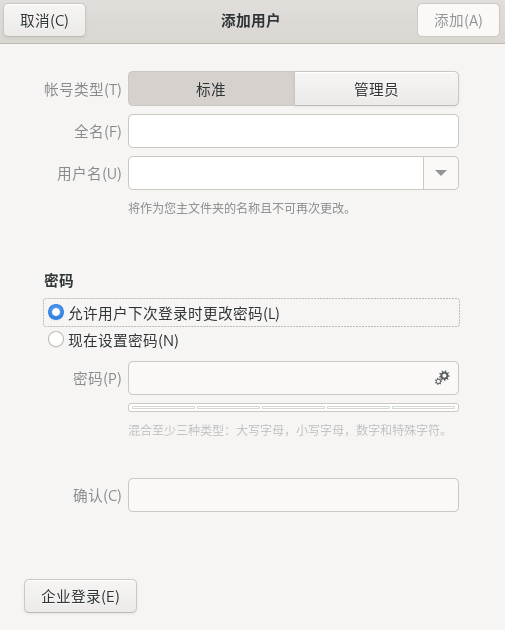 取消(C) 添加用户 添加(A)
帐号类型(T) 标准 管理员
全名(F)
用户名(U)
将作为您主文件夹的名称且不可再次更改。
密码
允许用户下次登录时更改密码(L)
现在设置密码(N)
密码(P)
混合至少三种类型：大写字母，小写字母，数字和特殊字符。
确认(C)
企业登录(E)